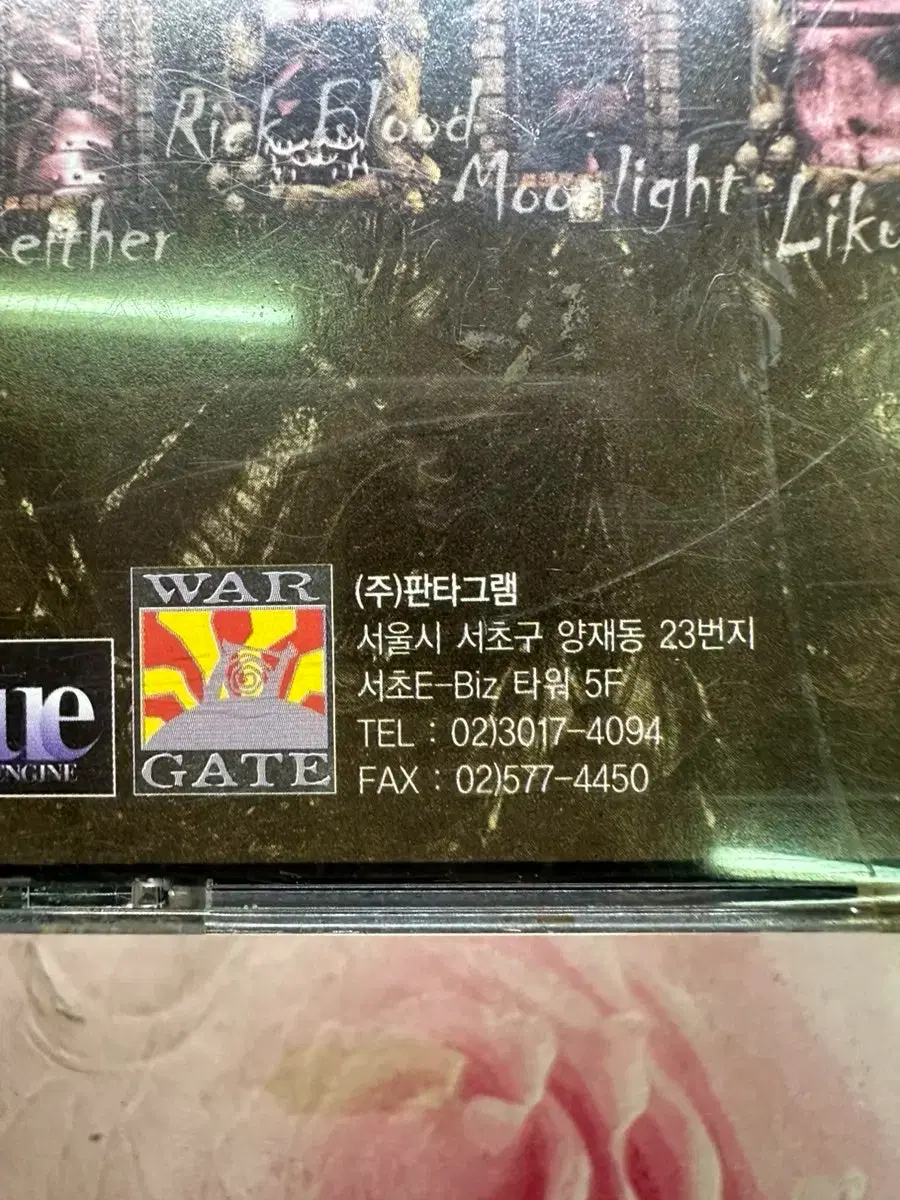 Rick Blood
Moonlight
WAR
GATE
(주)판타그램
서울시 서초구 양재동 23번지
서초E-Biz 타워 5F
TEL : 02)3017-4094
FAX : 02)577-4450